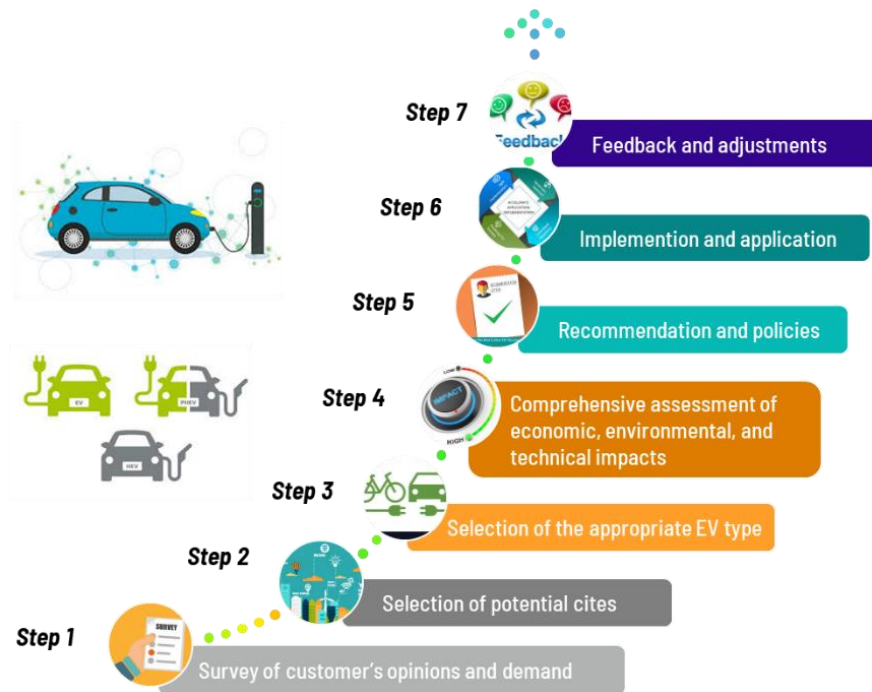 Step 7
Feedback
Feedback and adjustments
Step 6
Implemention and application
Step 5
Recommendation and policies
Step 4
LOW
IMPACT
HIGH
Comprehensive assessment of
economic, environmental, and
technical impacts
EV
PHEV
HEV
Step 3
Selection of the appropriate EV type
Step 2
Selection of potential cites
Step 1
SURVEY
Survey of customer's opinions and demand